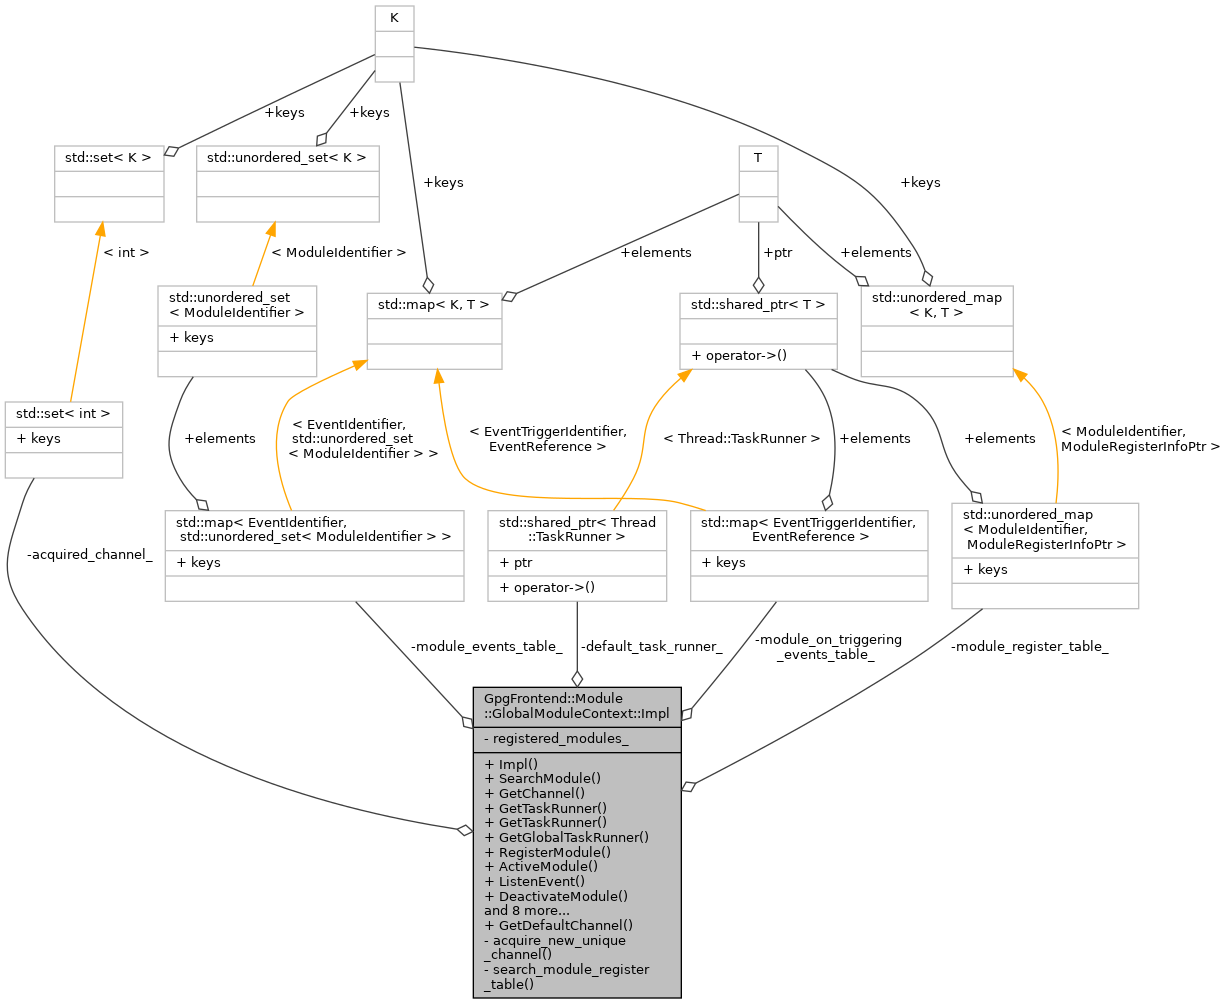 K
+keys
+keys
std::set< K >
std::unordered_set< K >
T
+keys
+keys
< int >
< ModuleIdentifier >
+elements
+ptr
+elements
std::unordered_set
< ModuleIdentifier >
+ keys
std::map< K, T >
std::shared_ptr< T >
+ operator->()
std::unordered_map
< K, T >
std::set< int >
+ keys
+elements
< EventIdentifier,
std::unordered_set
< ModuleIdentifier > >
< EventTriggerIdentifier,
EventReference >
< Thread::TaskRunner >
+elements
+elements
< ModuleIdentifier,
ModuleRegisterInfoPtr >
std::map< EventIdentifier,
std::unordered_set< ModuleIdentifier > >
+ keys
std::shared_ptr< Thread
::TaskRunner >
+ ptr
+ operator->()
std::map< EventTriggerIdentifier,
EventReference >
+ keys
std::unordered_map
< ModuleIdentifier,
ModuleRegisterInfoPtr >
+ keys
-acquired_channel_
-module_events_table_
-default_task_runner_
-module_on_triggering
_events_table_
-module_register_table_
GpgFrontend::Module
::GlobalModuleContext::Impl
- registered_modules_
+ Impl()
+ SearchModule()
+ GetChannel()
+ GetTaskRunner()
+ GetTaskRunner()
+ GetGlobalTaskRunner()
+ RegisterModule()
+ ActiveModule()
+ ListenEvent()
+ DeactivateModule()
and 8 more...
+ GetDefaultChannel()
- acquire_new_unique
_channel()
- search_module_register
_table()